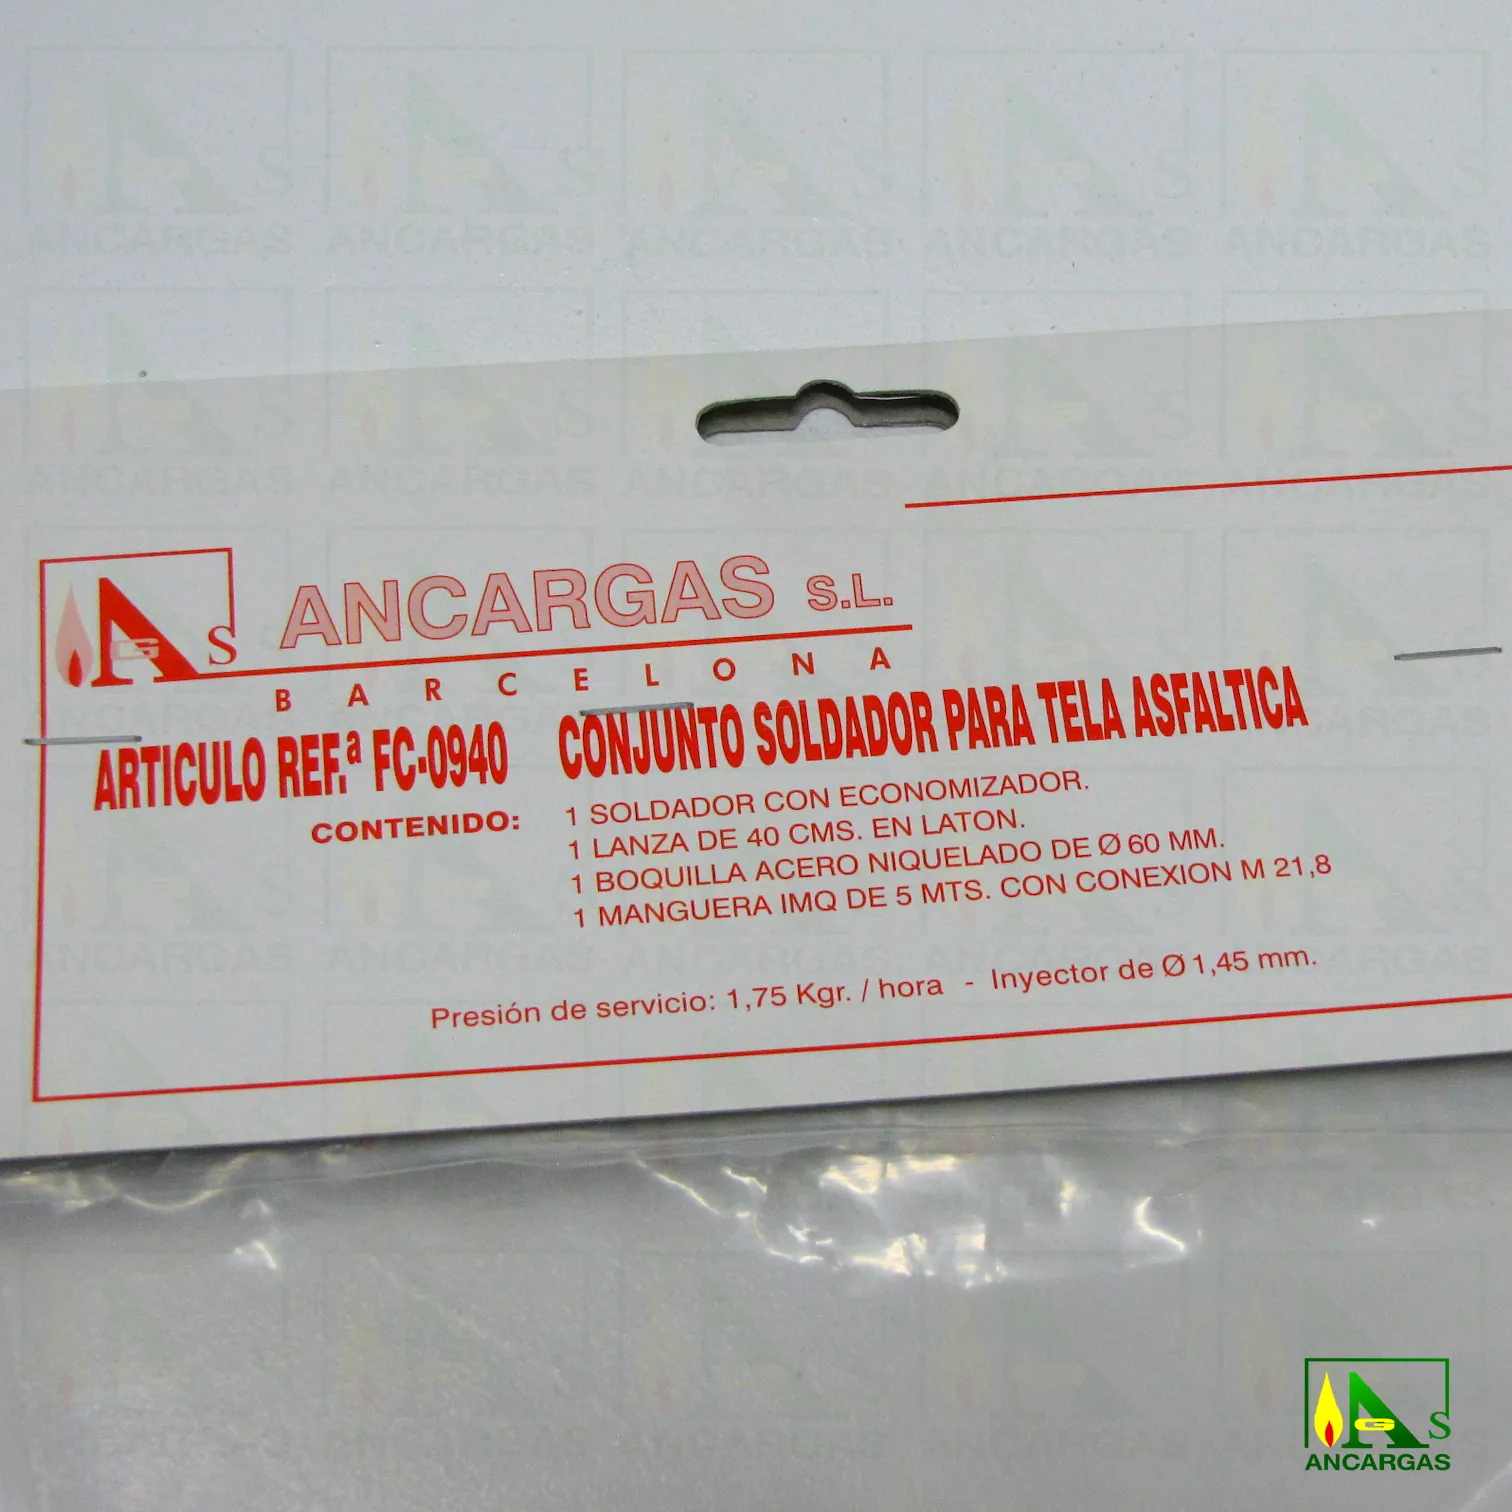 AGS ANCARGAS S.L.
BARCELONA
ARTICULO REF.ª FC-0940 CONJUNTO SOLDADOR PARA TELA ASFALTICA
CONTENIDO: 1 SOLDADOR CON ECONOMIZADOR.
1 LANZA DE 40 CMS. EN LATON.
1 BOQUILLA ACERO NIQUELADO DE Ø 60 MM.
1 MANGUERA IMQ DE 5 MTS. CON CONEXION M 21,8
Presión de servicio: 1,75 Kgr. / hora - Inyector de Ø 1,45 mm.
AGS
ANCARGAS